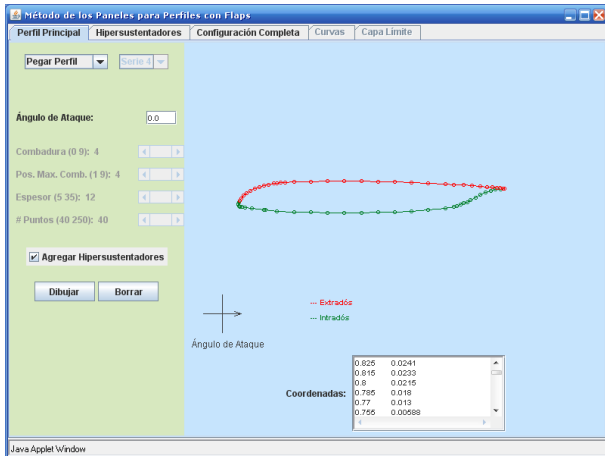 Método de los Paneles para Perfiles con Flaps
Perfil Principal Hipersustentadores Configuración Completa Curvas Capa Límite
Pegar Perfil Serie 4
Ángulo de Ataque: 0.0
Combadura (0 9): 4
Pos. Max. Comb. (1 9): 4
Espesor (5 35): 12
# Puntos (40 250): 40
Agregar Hipersustentadores
Dibujar Borrar
--- Extradós
--- Intradós
Ángulo de Ataque
Coordenadas:
0.825 0.0241
0.815 0.0233
0.8 0.0215
0.785 0.018
0.77 0.013
0.755 0.00588
Java Applet Window